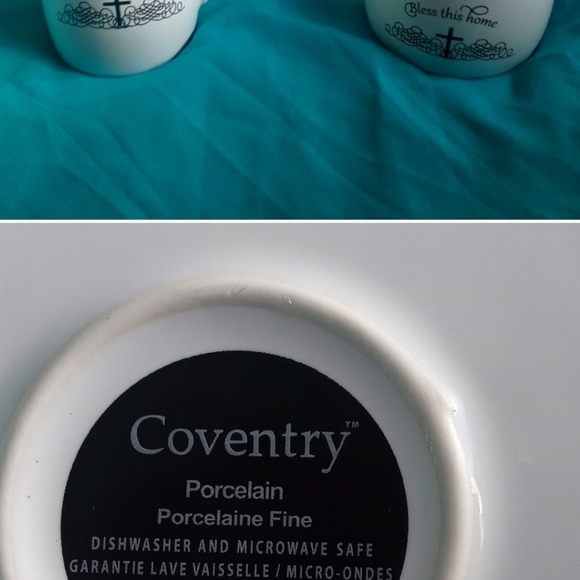 Bless this home
Coventry™
Porcelain
Porcelaine Fine
DISHWASHER AND MICROWAVE SAFE
GARANTIE LAVE VAISSELLE / MICRO-ONDES